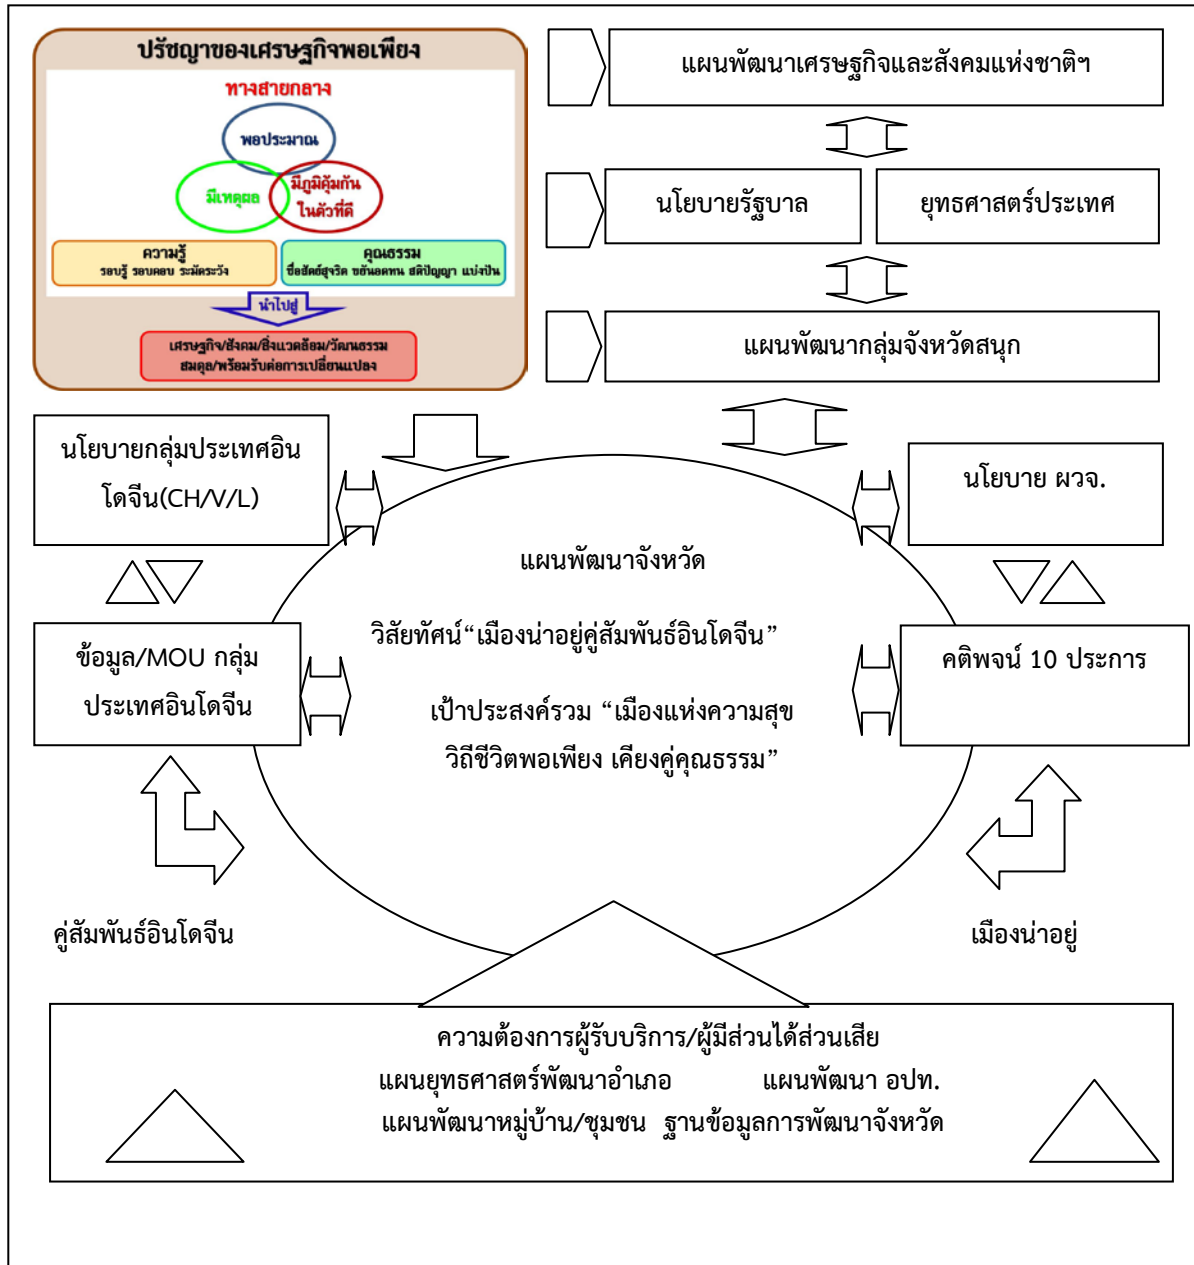 ปรัชญาของเศรษฐกิจพอเพียง
ทางสายกลาง
พอประมาณ
มีเหตุผล
มีภูมิคุ้มกัน
ในตัวที่ดี
ความรู้
รอบรู้ รอบคอบ ระมัดระวัง
คุณธรรม
ซื่อสัตย์สุจริต ขยันอดทน สติปัญญา แบ่งปัน
นำไปสู่
เศรษฐกิจ/สังคม/สิ่งแวดล้อม/วัฒนธรรม
สมดุล/พร้อมรับต่อการเปลี่ยนแปลง
แผนพัฒนาเศรษฐกิจและสังคมแห่งชาติฯ
นโยบายรัฐบาล
ยุทธศาสตร์ประเทศ
แผนพัฒนากลุ่มจังหวัดสนุก
นโยบายกลุ่มประเทศอิน
โดจีน(CH/V/L)
นโยบาย ผวจ.
แผนพัฒนาจังหวัด
วิสัยทัศน์“เมืองน่าอยู่คู่สัมพันธ์อินโดจีน”
เป้าประสงค์รวม “เมืองแห่งความสุข
วิถีชีวิตพอเพียง เคียงคู่คุณธรรม”
ข้อมูล/MOU กลุ่ม
ประเทศอินโดจีน
คติพจน์ 10 ประการ
คู่สัมพันธ์อินโดจีน
เมืองน่าอยู่
ความต้องการผู้รับบริการ/ผู้มีส่วนได้ส่วนเสีย
แผนยุทธศาสตร์พัฒนาอำเภอ แผนพัฒนา อปท.
แผนพัฒนาหมู่บ้าน/ชุมชน ฐานข้อมูลการพัฒนาจังหวัด